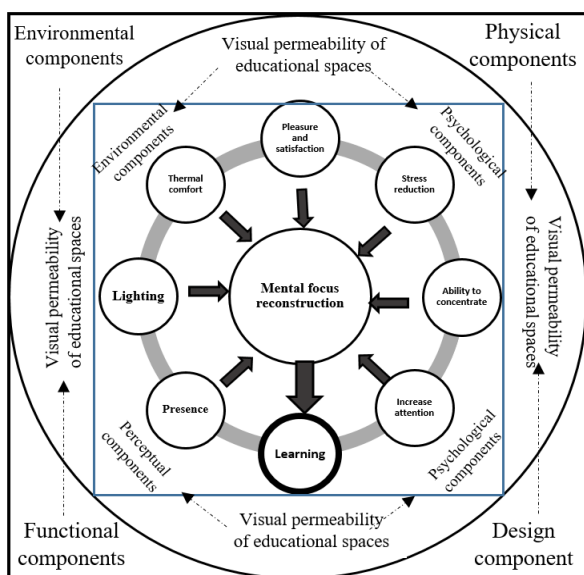 Environmental
components
Visual permeability of
educational spaces
Physical
components
Environmental
components
Psychological
components
Pleasure and
satisfaction
Thermal
comfort
Stress
reduction
Visual permeability
of educational spaces
Lighting
Mental focus
reconstruction
Ability to
concentrate
Visual permeability
of educational spaces
Presence
Increase
attention
Learning
Perceptual
components
Psychological
components
Functional
components
Visual permeability of
educational spaces
Design
component